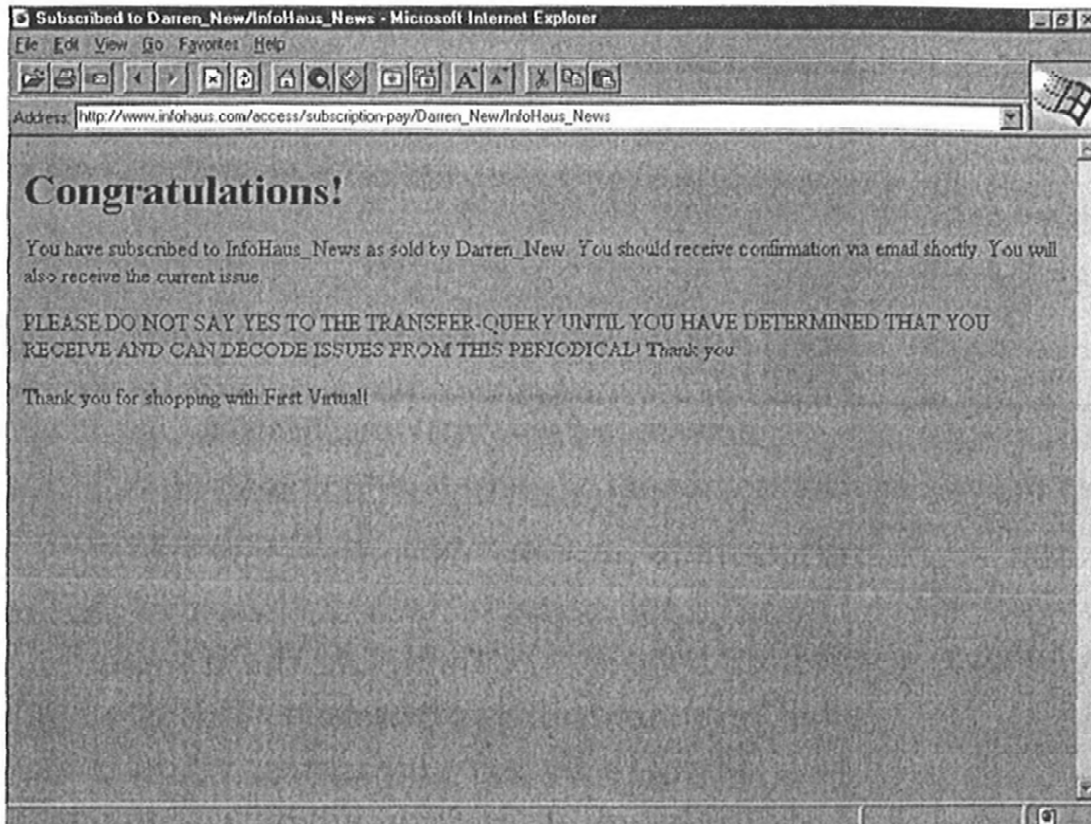 Subscribed to Darren_New/InfoHaus_News - Microsoft Internet Explorer
File Edit View Go Favorites Help
Address: http://www.infohaus.com/access/subscription-pay/Darren_New/InfoHaus_News
Congratulations!
You have subscribed to InfoHaus_News as sold by Darren_New. You should receive confirmation via email shortly. You will
also receive the current issue.
PLEASE DO NOT SAY YES TO THE TRANSFER-QUERY UNTIL YOU HAVE DETERMINED THAT YOU
RECEIVE AND CAN DECODE ISSUES FROM THIS PERIODICAL! Thank you.
Thank you for shopping with First Virtual!